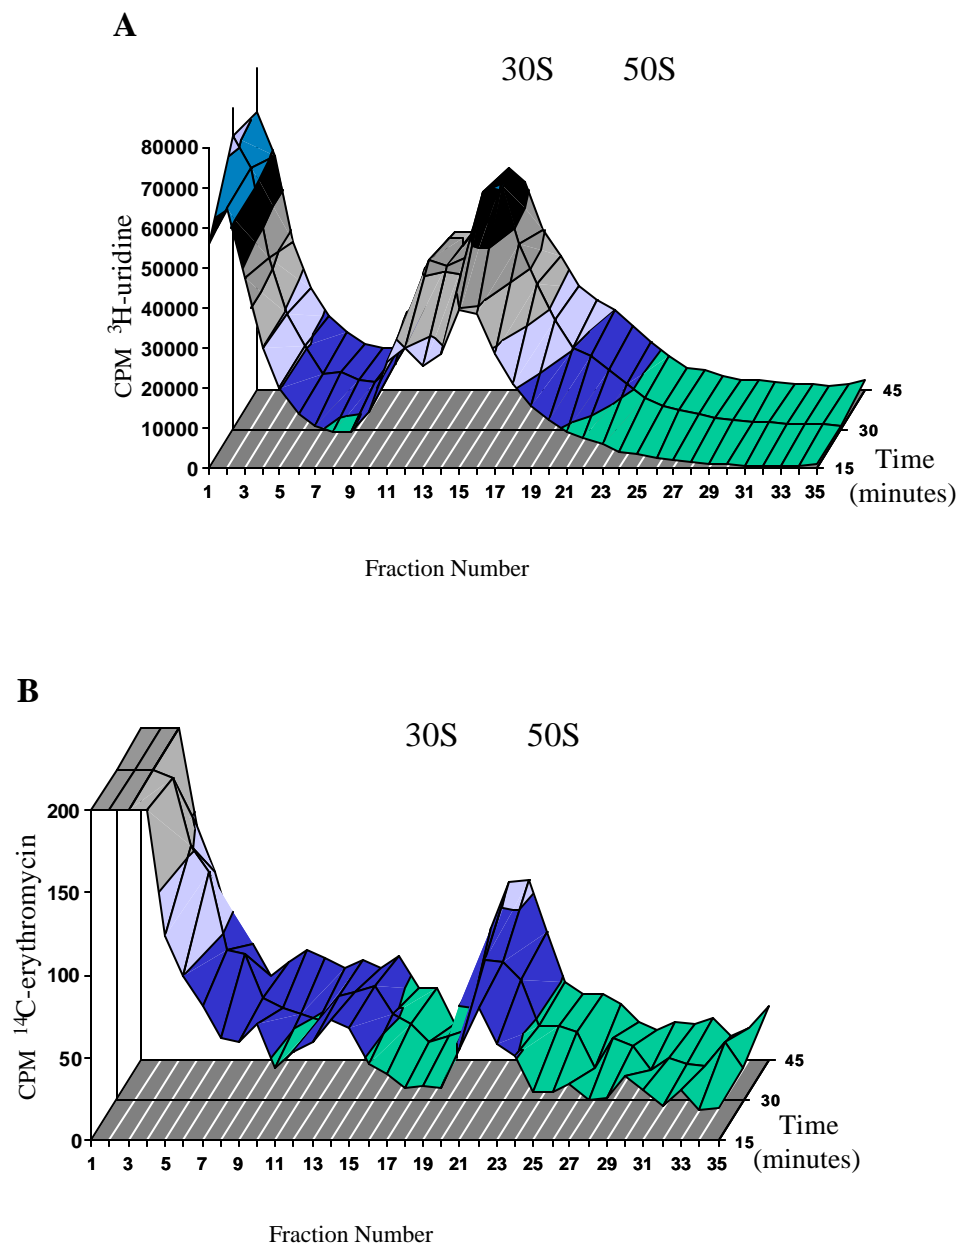 A
30S 50S
80000
70000
60000
50000
40000
30000
20000
10000
0
CPM ³H-uridine
1 3 5 7 9 11 13 15 17 19 21 23 25 27 29 31 33 35
45
30
15
Time
(minutes)
Fraction Number
B
30S 50S
200
150
100
50
0
CPM ¹⁴C-erythromycin
1 3 5 7 9 11 13 15 17 19 21 23 25 27 29 31 33 35
45
30
15
Time
(minutes)
Fraction Number